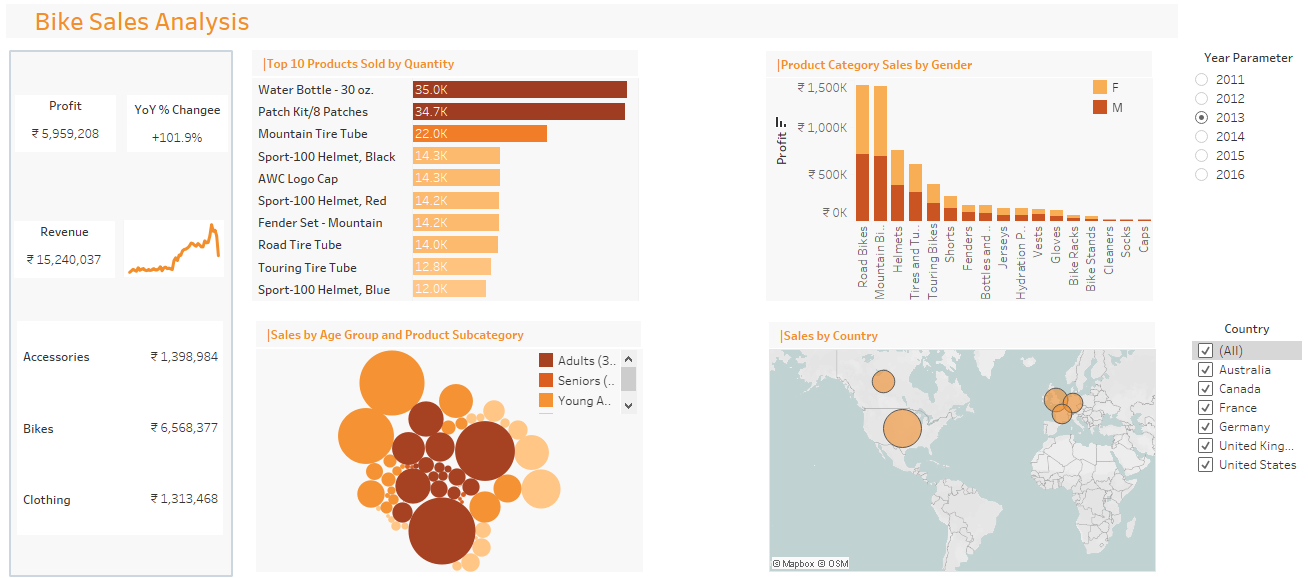 Bike Sales Analysis
Profit
₹ 5,959,208
YoY % Changee
+101.9%
Revenue
₹ 15,240,037
Accessories ₹ 1,398,984
Bikes ₹ 6,568,377
Clothing ₹ 1,313,468
|Top 10 Products Sold by Quantity
Water Bottle - 30 oz. 35.0K
Patch Kit/8 Patches 34.7K
Mountain Tire Tube 22.0K
Sport-100 Helmet, Black 14.3K
AWC Logo Cap 14.3K
Sport-100 Helmet, Red 14.2K
Fender Set - Mountain 14.2K
Road Tire Tube 14.0K
Touring Tire Tube 12.8K
Sport-100 Helmet, Blue 12.0K
|Product Category Sales by Gender
F
M
Profit
₹ 1,500K
₹ 1,000K
₹ 500K
₹ 0K
Road Bikes
Mountain Bi..
Helmets
Tires and Tu..
Touring Bikes
Shorts
Fenders
Bottles and ..
Jerseys
Hydration P..
Vests
Gloves
Bike Racks
Bike Stands
Cleaners
Socks
Caps
Year Parameter
2011
2012
2013
2014
2015
2016
|Sales by Age Group and Product Subcategory
Adults (3..
Seniors (..
Young A..
|Sales by Country
© Mapbox © OSM
Country
(All)
Australia
Canada
France
Germany
United King...
United States